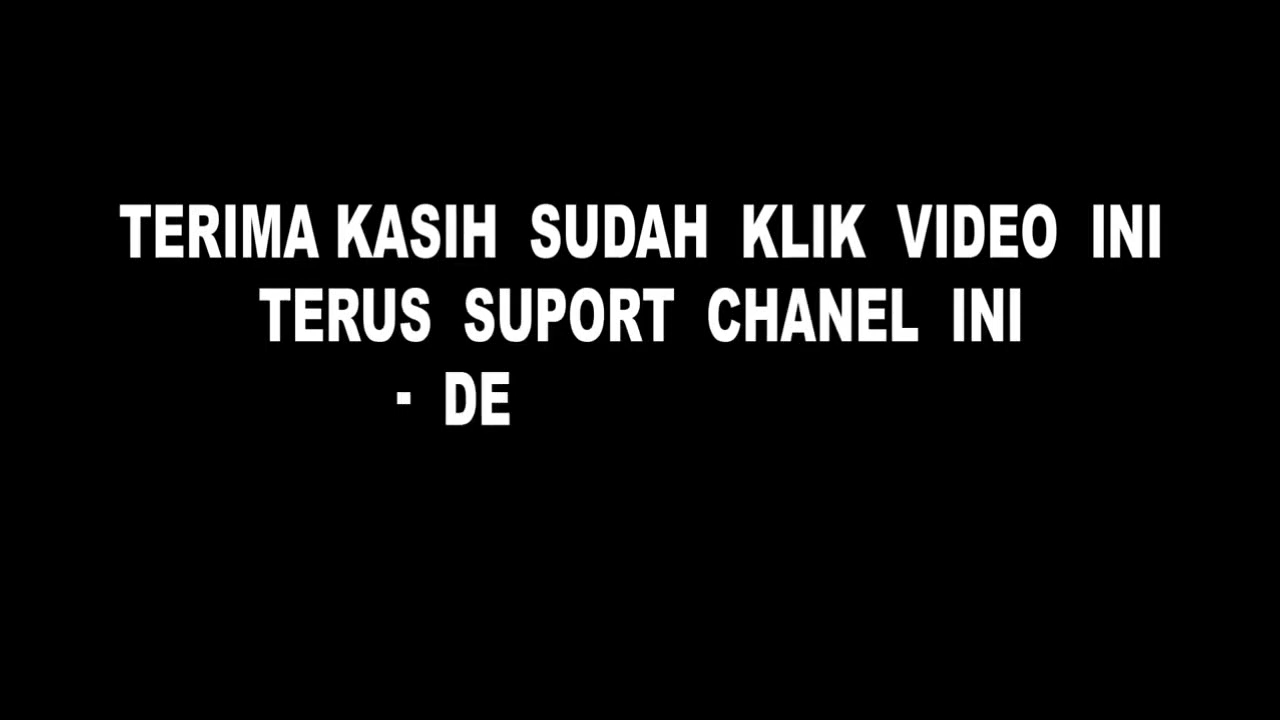 TERIMA KASIH SUDAH KLIK VIDEO INI
TERUS SUPORT CHANEL INI
- DE